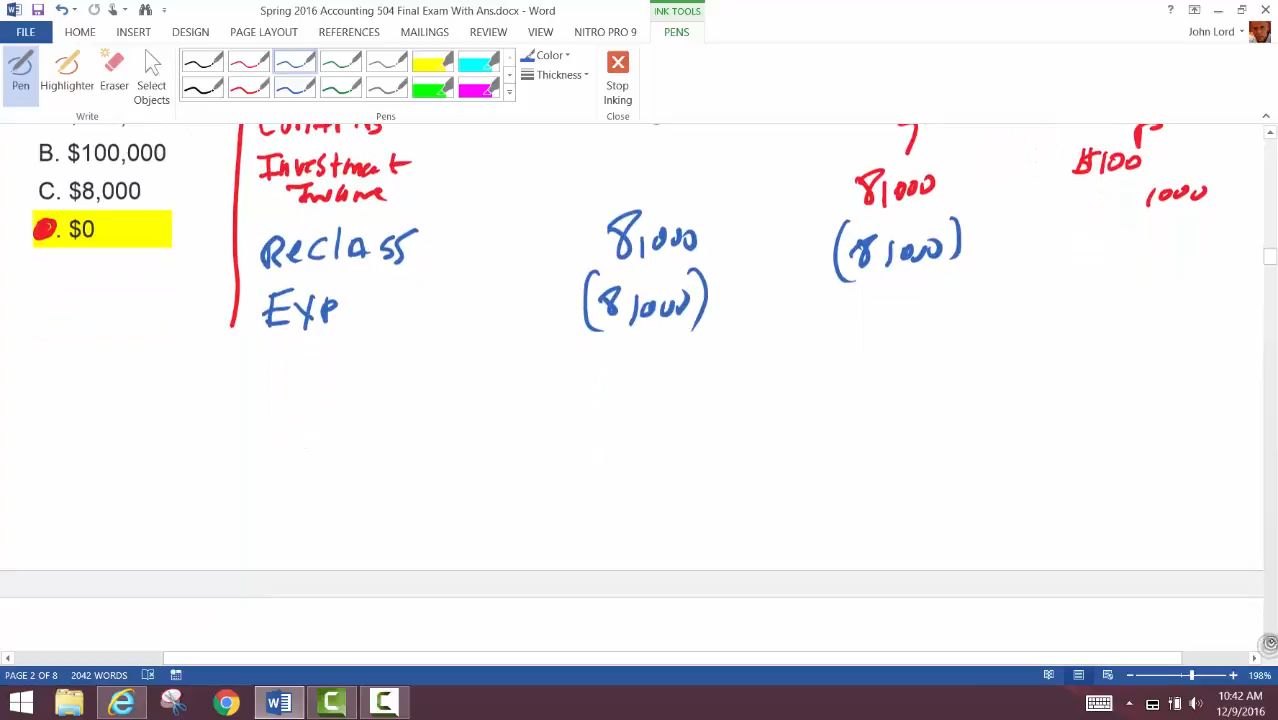 Spring 2016 Accounting 504 Final Exam With Ans.docx - Word
INK TOOLS
FILE HOME INSERT DESIGN PAGE LAYOUT REFERENCES MAILINGS REVIEW VIEW NITRO PRO 9 PENS
John Lord
Pen Highlighter Eraser Select Objects
Color
Thickness
Stop Inking
Write Pens Close
B. $100,000
C. $8,000
. $0
Investment
Income
8,000
$100
1000
Reclass 8,000 (8,000)
Exp (8,000)
PAGE 2 OF 8 2042 WORDS
198%
10:42 AM
12/9/2016